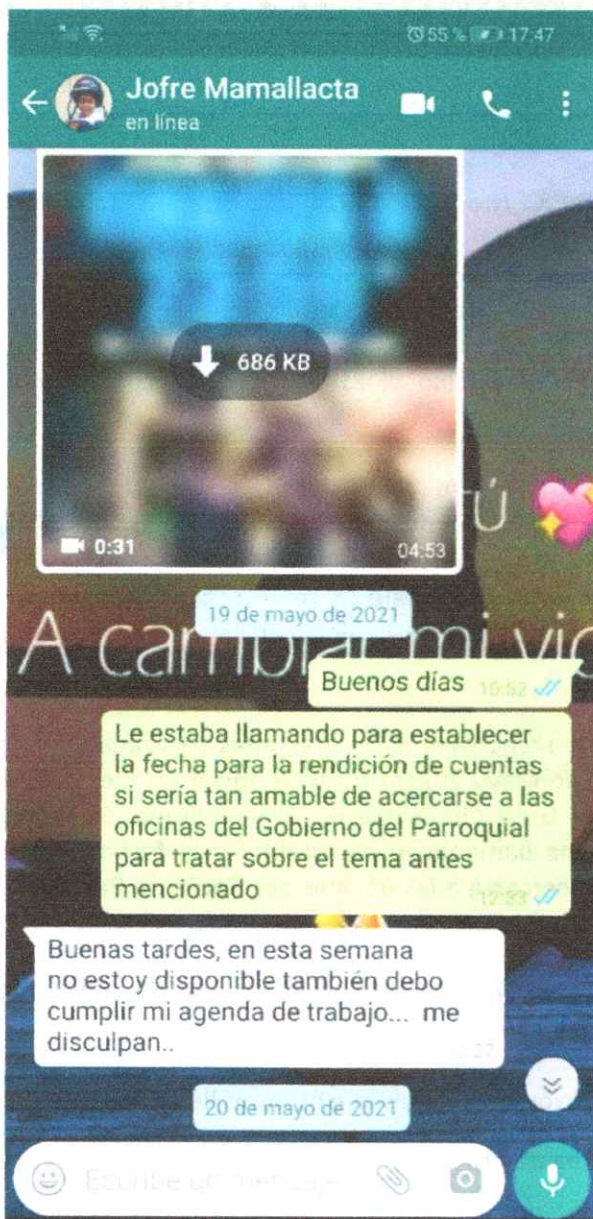 55 % 17:47
Jofre Mamallacta
en línea
686 KB
TÚ
0:31 04:53
19 de mayo de 2021
A cambiar mi vid
Buenos días 10:52
Le estaba llamando para establecer
la fecha para la rendición de cuentas
si sería tan amable de acercarse a las
oficinas del Gobierno del Parroquial
para tratar sobre el tema antes
mencionado 12:33
Buenas tardes, en esta semana
no estoy disponible también debo
cumplir mi agenda de trabajo... me
disculpan.. 12:37
20 de mayo de 2021
Escribe un mensaje